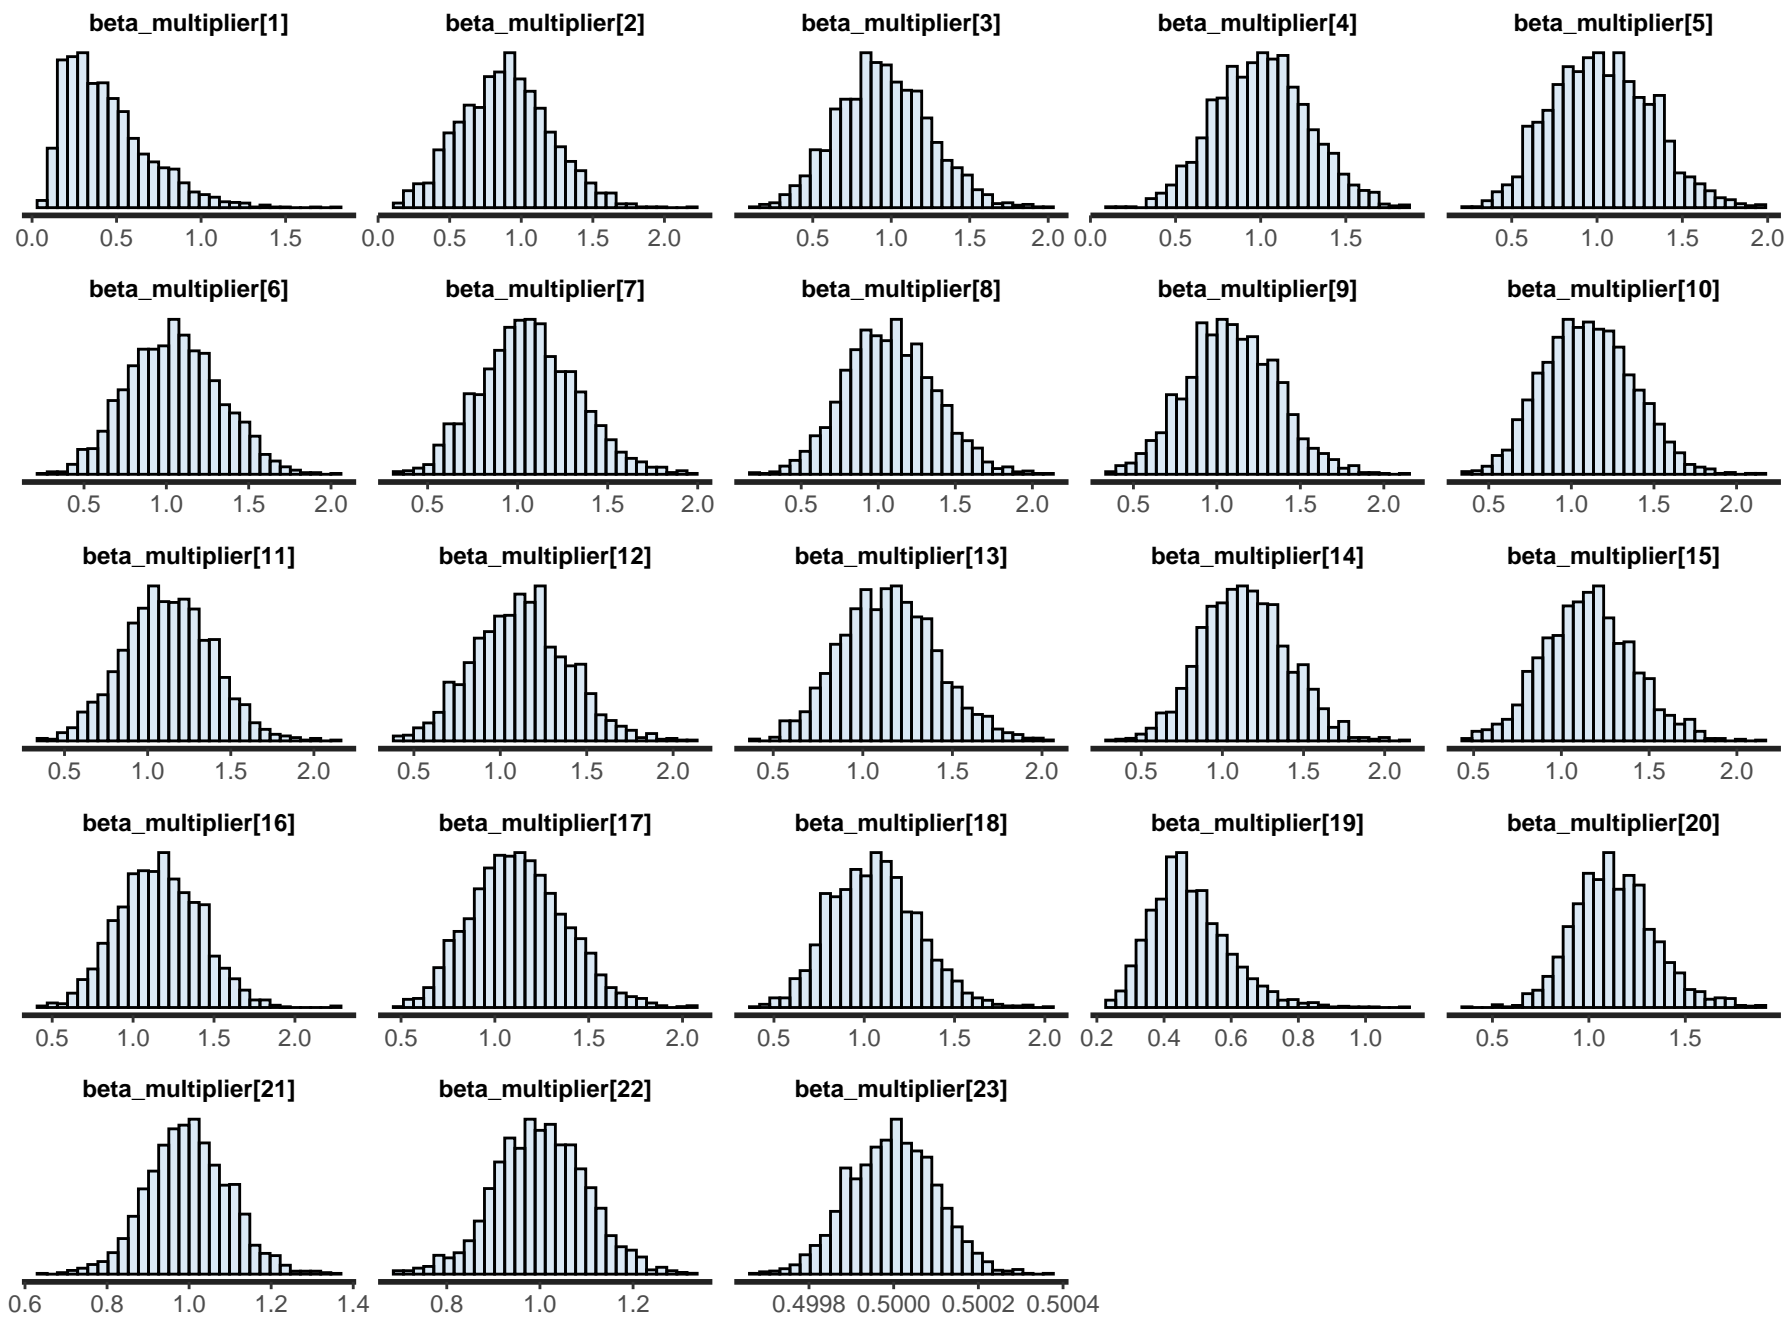 beta_multiplier[1] beta_multiplier[2] beta_multiplier[3] beta_multiplier[4] beta_multiplier[5]
0.0 0.5 1.0 1.5 0.0 0.5 1.0 1.5 2.0 0.5 1.0 1.5 2.0 0.0 0.5 1.0 1.5 0.5 1.0 1.5 2.0
beta_multiplier[6] beta_multiplier[7] beta_multiplier[8] beta_multiplier[9] beta_multiplier[10]
0.5 1.0 1.5 2.0 0.5 1.0 1.5 2.0 0.5 1.0 1.5 2.0 0.5 1.0 1.5 2.0 0.5 1.0 1.5 2.0
beta_multiplier[11] beta_multiplier[12] beta_multiplier[13] beta_multiplier[14] beta_multiplier[15]
0.5 1.0 1.5 2.0 0.5 1.0 1.5 2.0 0.5 1.0 1.5 2.0 0.5 1.0 1.5 2.0 0.5 1.0 1.5 2.0
beta_multiplier[16] beta_multiplier[17] beta_multiplier[18] beta_multiplier[19] beta_multiplier[20]
0.5 1.0 1.5 2.0 0.5 1.0 1.5 2.0 0.5 1.0 1.5 2.0 0.2 0.4 0.6 0.8 1.0 0.5 1.0 1.5
beta_multiplier[21] beta_multiplier[22] beta_multiplier[23]
0.6 0.8 1.0 1.2 1.4 0.8 1.0 1.2 0.4998 0.5000 0.5002 0.5004